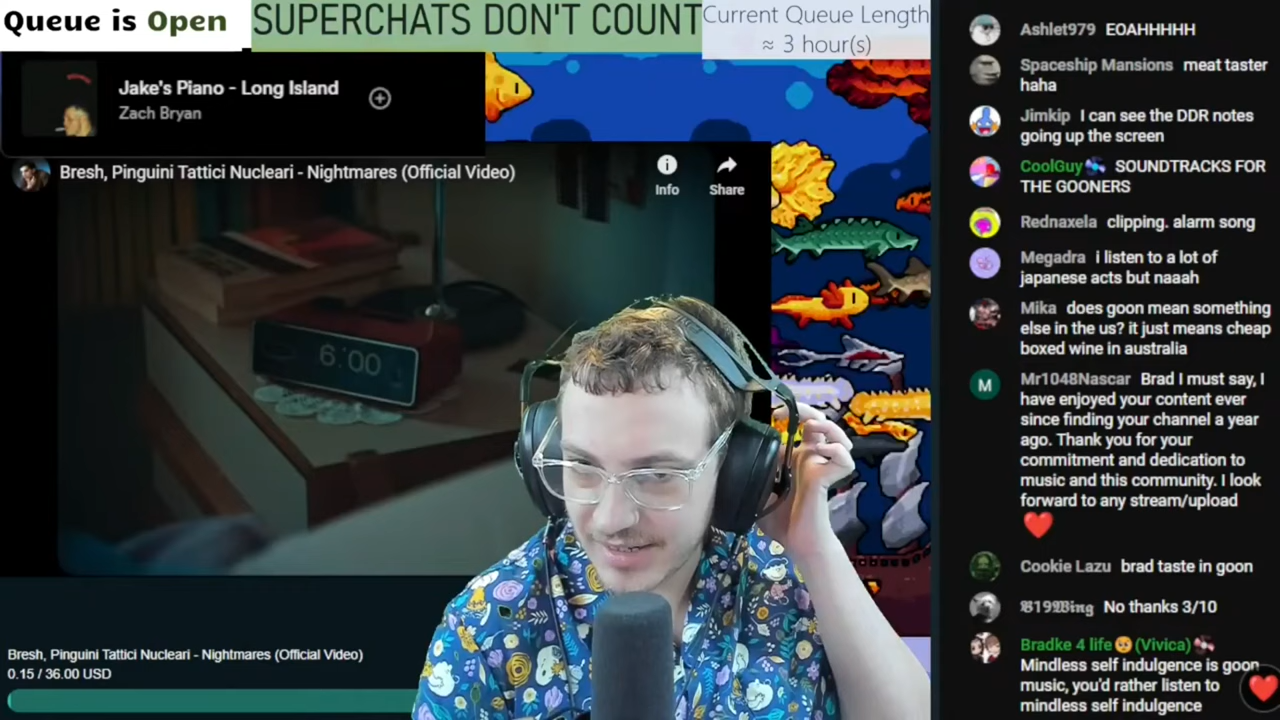 Queue is Open
SUPERCHATS DON'T COUNT
Current Queue Length
≈ 3 hour(s)
Jake's Piano - Long Island
Zach Bryan
Bresh, Pinguini Tattici Nucleari - Nightmares (Official Video)
Info
Share
6:00
Bresh, Pinguini Tattici Nucleari - Nightmares (Official Video)
0.15 / 36.00 USD
Ashlet979 EOAHHHHH
Spaceship Mansions meat taster
haha
Jimkip I can see the DDR notes
going up the screen
CoolGuy SOUNDTRACKS FOR
THE GOONERS
Rednaxela clipping. alarm song
Megadra i listen to a lot of
japanese acts but naaah
Mika does goon mean something
else in the us? it just means cheap
boxed wine in australia
M
Mr1048Nascar Brad I must say, I
have enjoyed your content ever
since finding your channel a year
ago. Thank you for your
commitment and dedication to
music and this community. I look
forward to any stream/upload
❤️
Cookie Lazu brad taste in goon
𝕭19𝕭𝖎𝖓𝖌 No thanks 3/10
Bradke 4 life🥹(Vivica)
Mindless self indulgence is goon
music, you'd rather listen to
mindless self indulgence